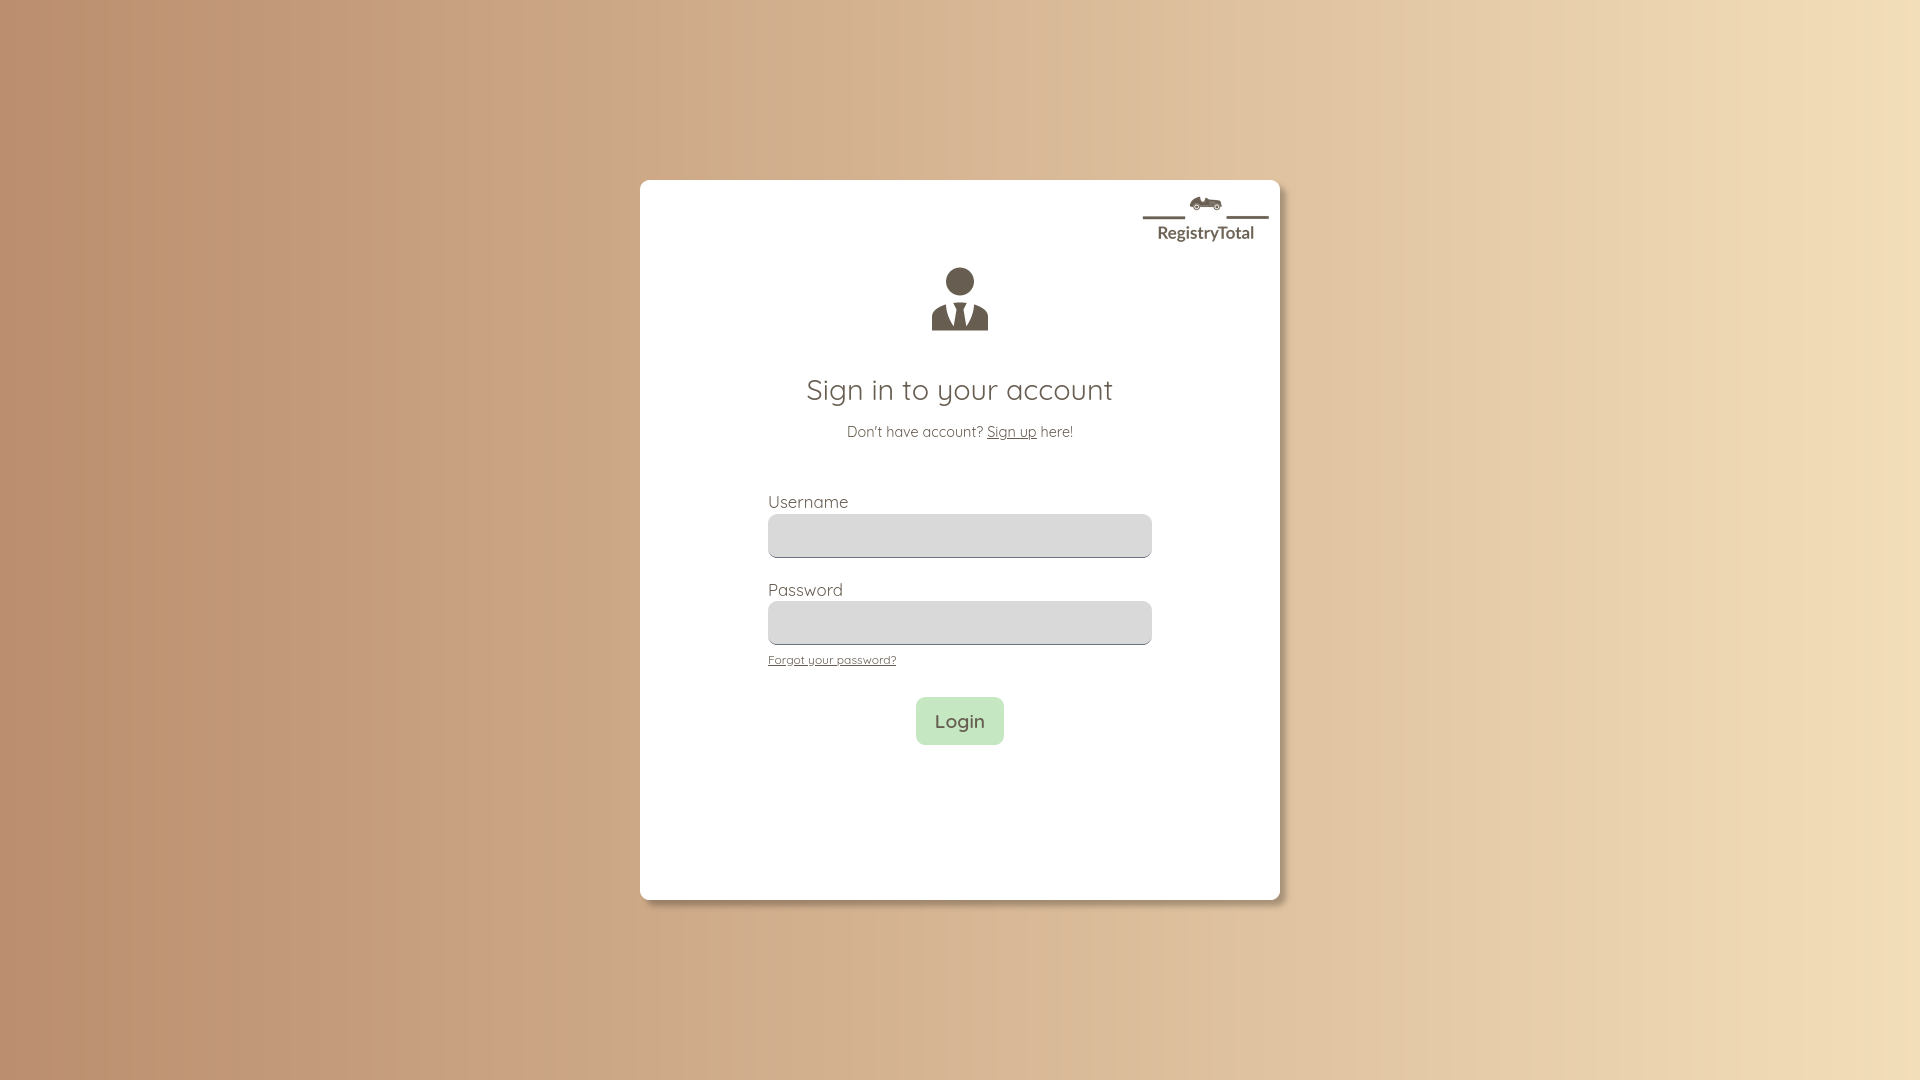 RegistryTotal
Sign in to your account
Don't have account? Sign up here!
Username
Password
Forgot your password?
Login